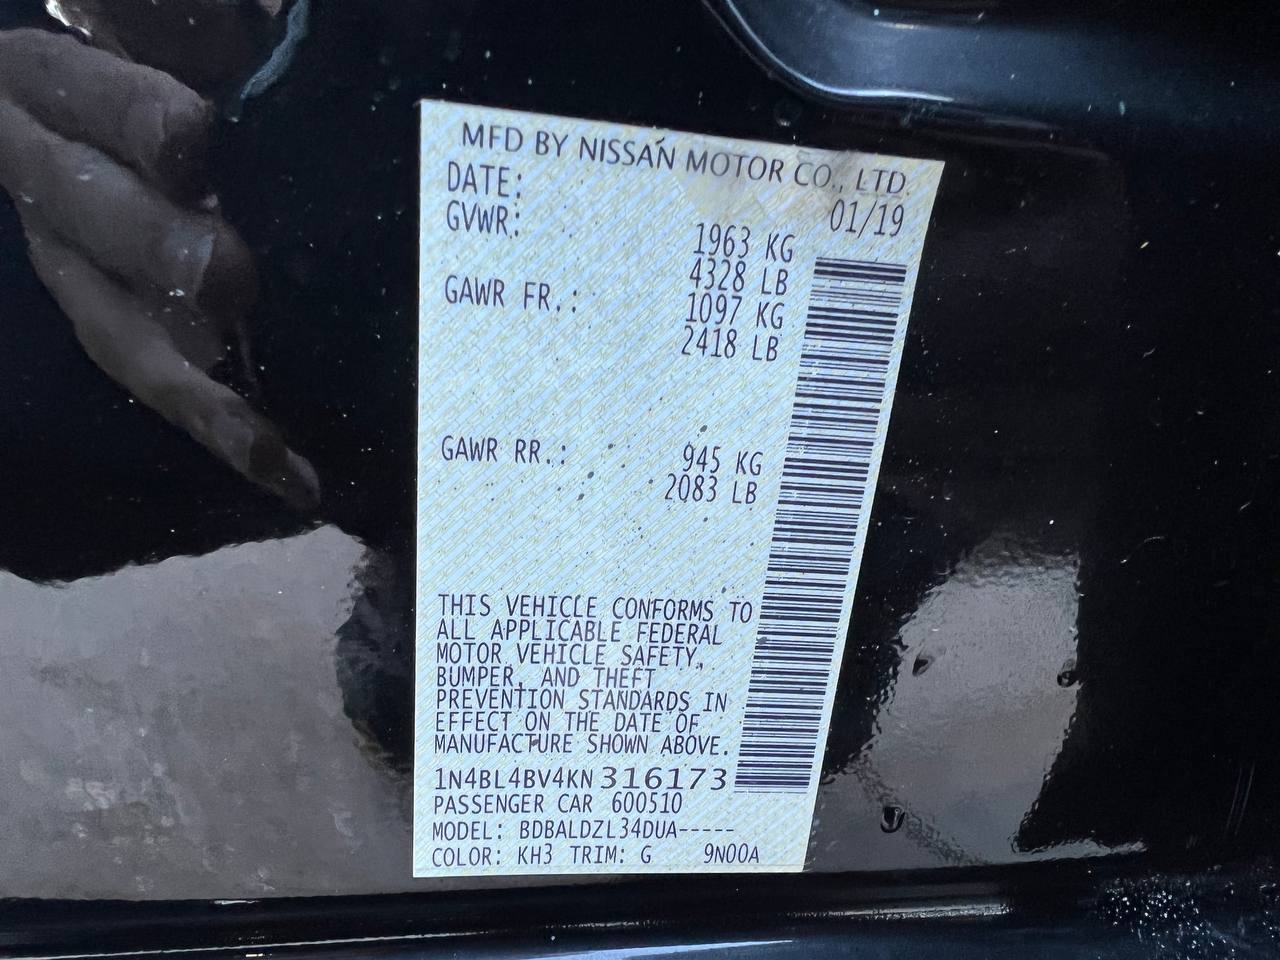 MFD BY NISSAN MOTOR CO., LTD.
DATE: 01/19
GVWR: 1963 KG
4328 LB
GAWR FR.: 1097 KG
2418 LB
GAWR RR.: 945 KG
2083 LB
THIS VEHICLE CONFORMS TO
ALL APPLICABLE FEDERAL
MOTOR VEHICLE SAFETY,
BUMPER, AND THEFT
PREVENTION STANDARDS IN
EFFECT ON THE DATE OF
MANUFACTURE SHOWN ABOVE.
1N4BL4BV4KN316173
PASSENGER CAR 600510
MODEL: BDBALDZL34DUA-----
COLOR: KH3 TRIM: G 9N00A